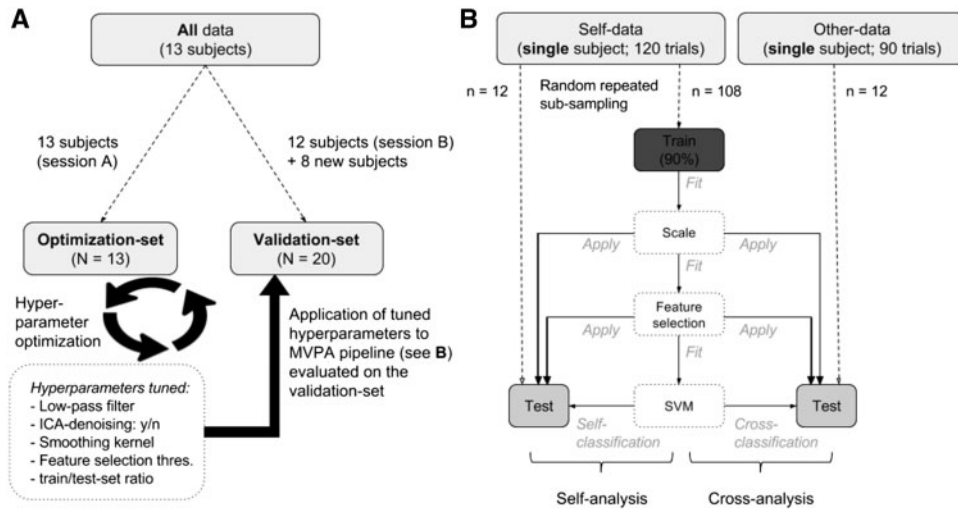 A
All data
(13 subjects)
13 subjects
(session A)
12 subjects (session B)
+ 8 new subjects
Optimization-set
(N = 13)
Validation-set
(N = 20)
Hyper-
parameter
optimization
Application of tuned
hyperparameters to
MVPA pipeline (see B)
evaluated on the
validation-set
Hyperparameters tuned:
- Low-pass filter
- ICA-denoising: y/n
- Smoothing kernel
- Feature selection thres.
- train/test-set ratio
B
Self-data
(single subject; 120 trials)
Other-data
(single subject; 90 trials)
n = 12
Random repeated
sub-sampling
n = 108
n = 12
Train
(90%)
Fit
Scale
Apply
Apply
Fit
Feature
selection
Apply
Apply
Fit
Test
SVM
Test
Self-
classification
Cross-
classification
Self-analysis
Cross-analysis